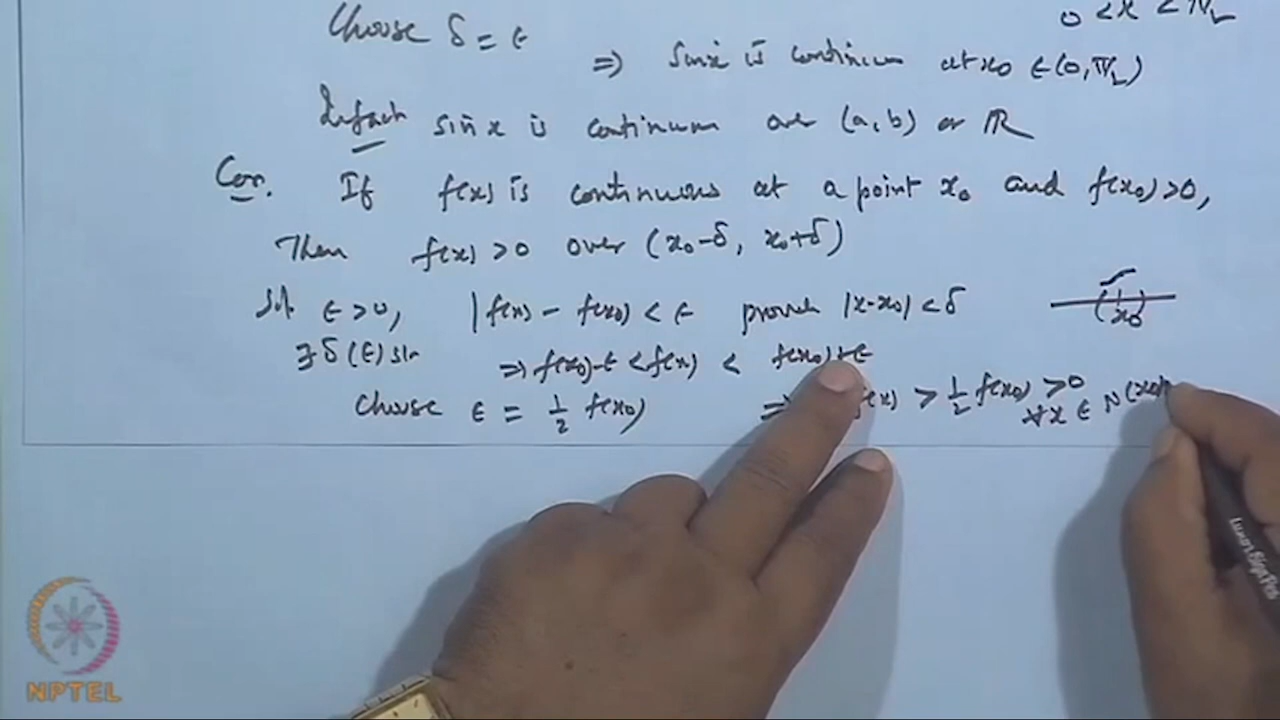 0 < x < π/2
Choose δ = ε
⇒ sin x is continuous at x0 ∈ (0, π/2)
Infact sin x is continuous over (a, b) or ℝ
Cor. If f(x) is continuous at a point x0 and f(x0) > 0,
Then f(x) > 0 over (x0-δ, x0+δ)
Sol. ε > 0, |f(x) - f(x0)| < ε provided |x-x0| < δ
∃ δ(ε) s.t. ⇒ f(x0)-ε < f(x) < f(x0)+ε
x0
Choose ε = 1/2 f(x0) ⇒ f(x) > 1/2 f(x0) > 0
∀ x ∈ N(x0
NPTEL